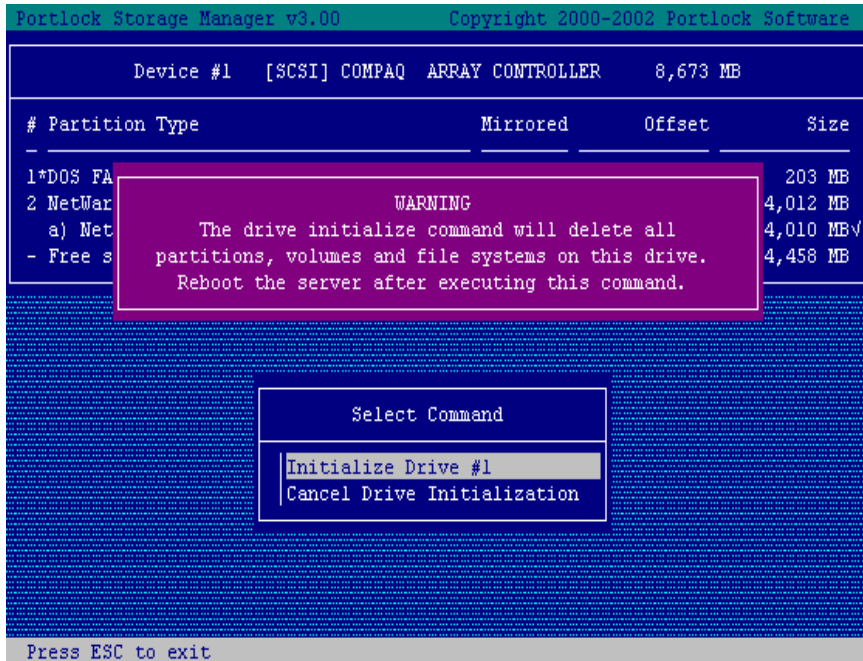 Portlock Storage Manager v3.00 Copyright 2000-2002 Portlock Software
Device #1 [SCSI] COMPAQ ARRAY CONTROLLER 8,673 MB
# Partition Type Mirrored Offset Size
1*DOS FA 203 MB
2 NetWar 4,012 MB
a) Net 4,010 MB√
- Free s 4,458 MB
WARNING
The drive initialize command will delete all
partitions, volumes and file systems on this drive.
Reboot the server after executing this command.
Select Command
Initialize Drive #1
Cancel Drive Initialization
Press ESC to exit